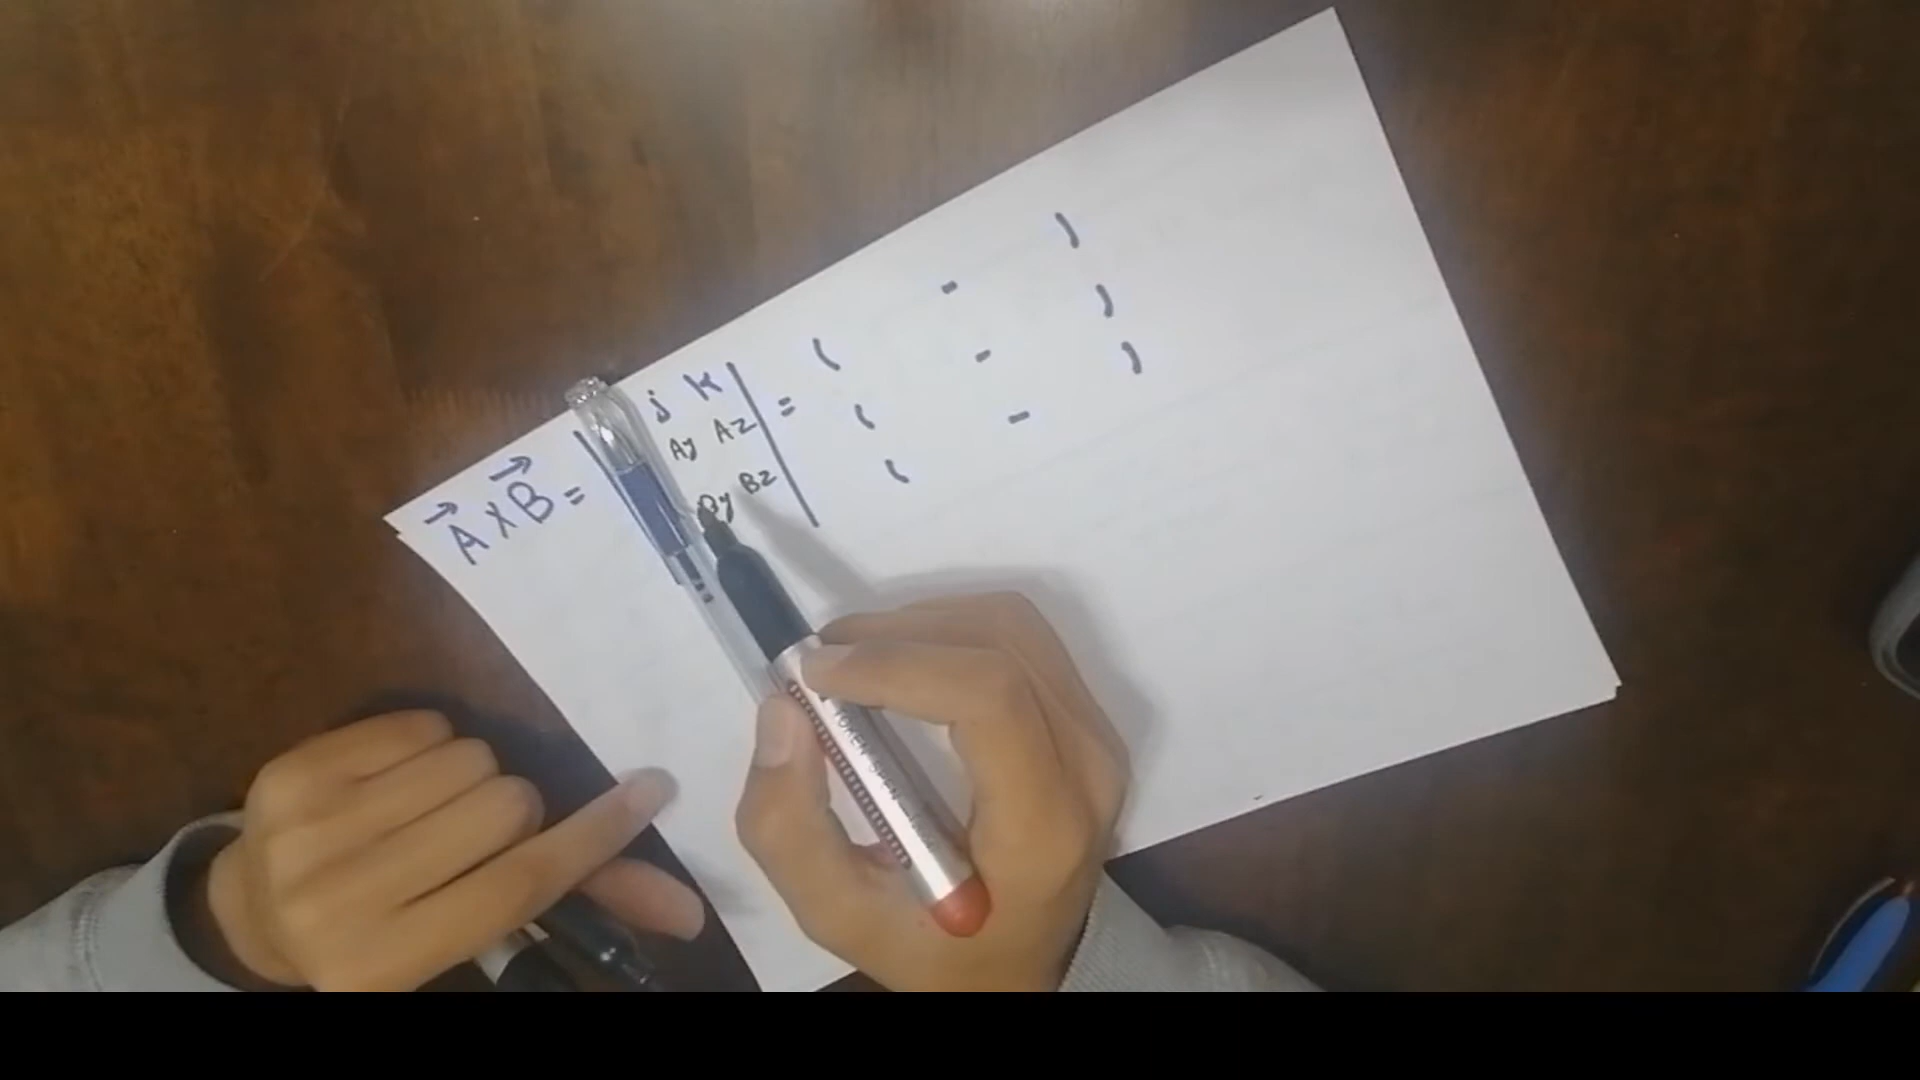 A⃗ X B⃗ = | j k | = ( - )
Ay Az ( - )
By Bz ( - )